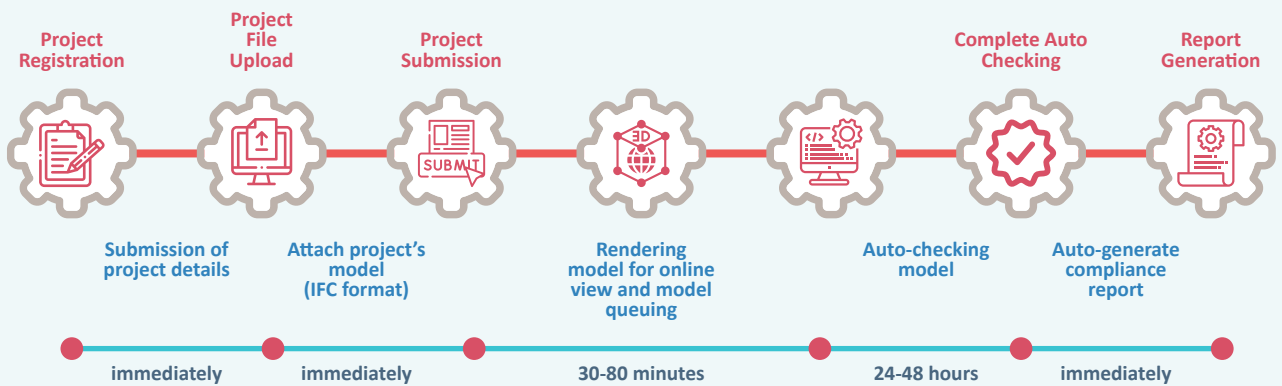 Project
Registration
Project
File
Upload
Project
Submission
Complete Auto
Checking
Report
Generation
SUBMIT
3D
</>
Submission of
project details
Attach project’s
model
(IFC format)
Rendering
model for online
view and model
queuing
Auto-checking
model
Auto-generate
compliance
report
immediately
immediately
30-80 minutes
24-48 hours
immediately